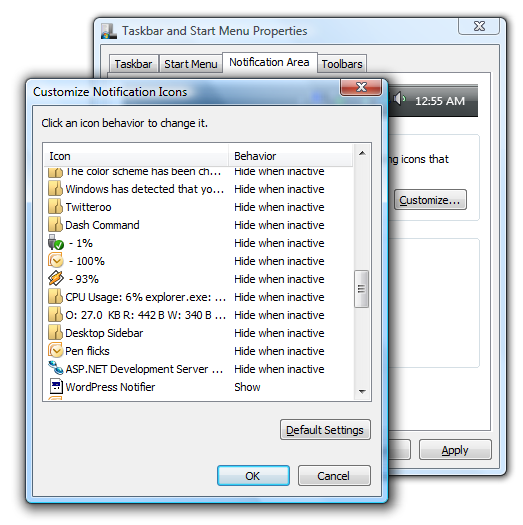 Taskbar and Start Menu Properties
Taskbar Start Menu Notification Area Toolbars
12:55 AM
ng icons that
Customize...
Apply
Customize Notification Icons
Click an icon behavior to change it.
Icon Behavior
The color scheme has been ch... Hide when inactive
Windows has detected that yo... Hide when inactive
Twitteroo Hide when inactive
Dash Command Hide when inactive
- 1% Hide when inactive
- 100% Hide when inactive
- 93% Hide when inactive
CPU Usage: 6% explorer.exe: ... Hide when inactive
O: 27.0 KB R: 442 B W: 340 B ... Hide when inactive
Desktop Sidebar Hide when inactive
Pen flicks Hide when inactive
ASP.NET Development Server ... Hide when inactive
WordPress Notifier Show
Default Settings
OK Cancel